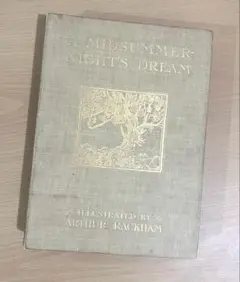 A MIDSUMMER-
NIGHT'S DREAM
ILLUSTRATED BY
ARTHUR RACKHAM